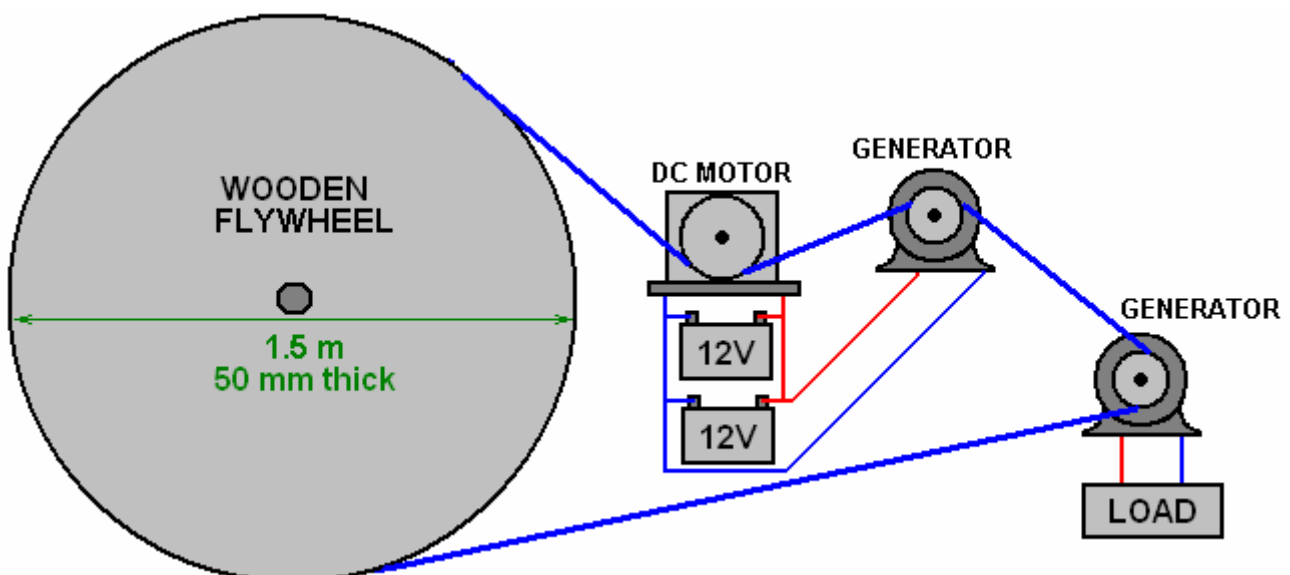 WOODEN
FLYWHEEL
1.5 m
50 mm thick
DC MOTOR
12V
12V
GENERATOR
GENERATOR
LOAD